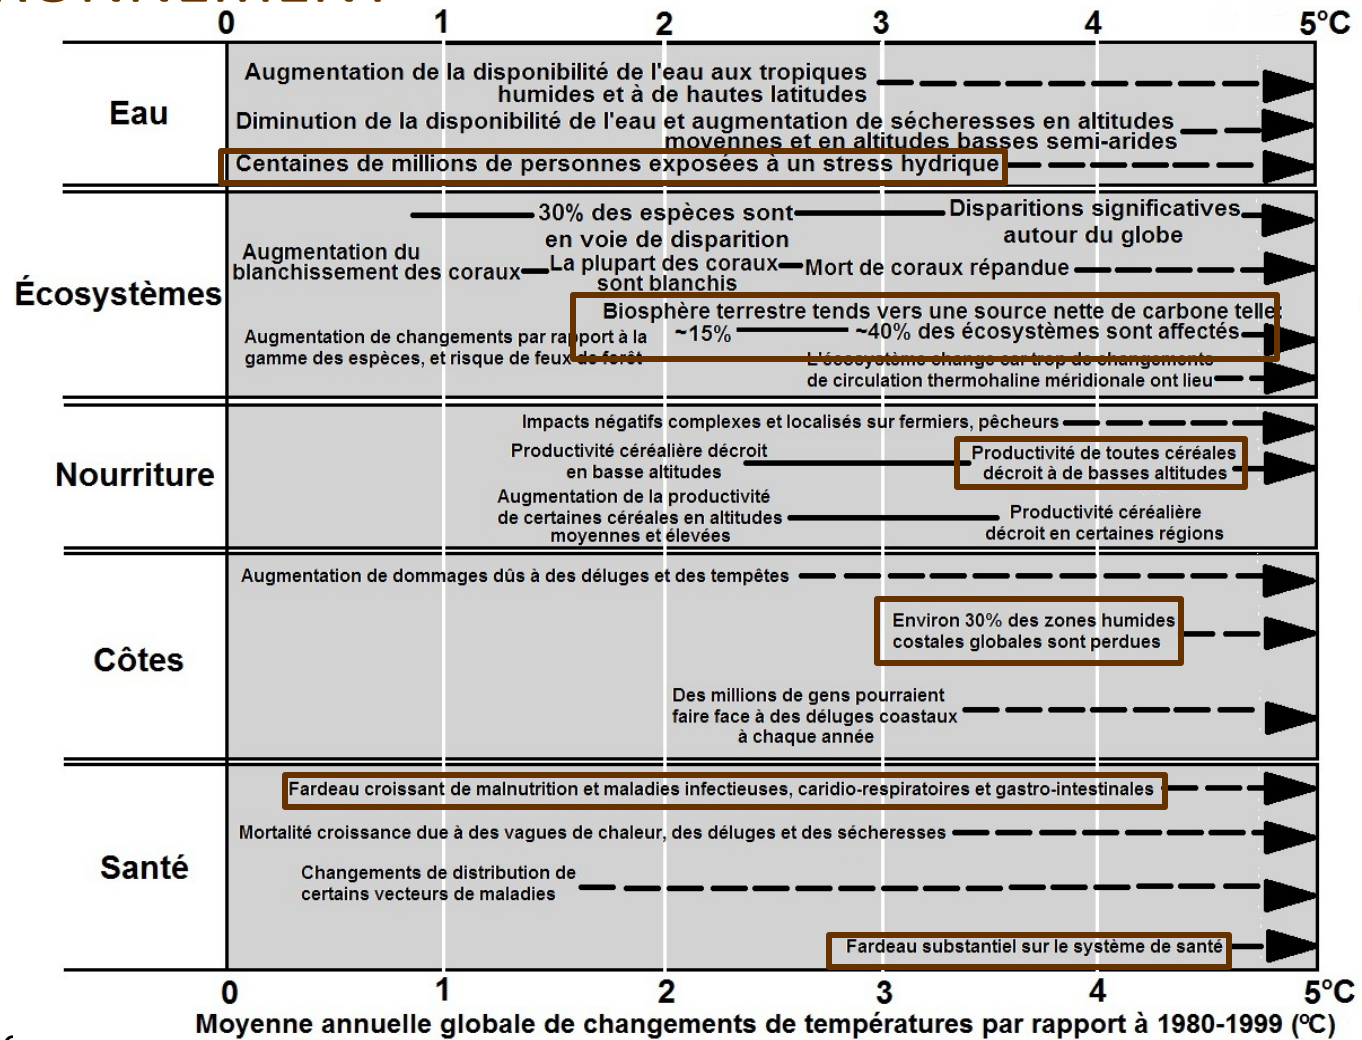 0 1 2 3 4 5°C
Eau
Augmentation de la disponibilité de l'eau aux tropiques
humides et à de hautes latitudes
Diminution de la disponibilité de l'eau et augmentation de sécheresses en altitudes
moyennes et en altitudes basses semi-arides
Centaines de millions de personnes exposées à un stress hydrique
Écosystèmes
30% des espèces sont
en voie de disparition
Disparitions significatives
autour du globe
Augmentation du
blanchissement des coraux
La plupart des coraux
sont blanchis
Mort de coraux répandue
Biosphère terrestre tends vers une source nette de carbone telle:
~15% ~40% des écosystèmes sont affectés
Augmentation de changements par rapport à la
gamme des espèces, et risque de feux de forêt
L'écosystème change car trop de changements
de circulation thermohaline méridionale ont lieu
Nourriture
Impacts négatifs complexes et localisés sur fermiers, pêcheurs
Productivité céréalière décroit
en basse altitudes
Productivité de toutes céréales
décroit à de basses altitudes
Augmentation de la productivité
de certaines céréales en altitudes
moyennes et élevées
Productivité céréalière
décroit en certaines régions
Côtes
Augmentation de dommages dûs à des déluges et des tempêtes
Environ 30% des zones humides
costales globales sont perdues
Des millions de gens pourraient
faire face à des déluges coastaux
à chaque année
Santé
Fardeau croissant de malnutrition et maladies infectieuses, caridio-respiratoires et gastro-intestinales
Mortalité croissance due à des vagues de chaleur, des déluges et des sécheresses
Changements de distribution de
certains vecteurs de maladies
Fardeau substantiel sur le système de santé
0 1 2 3 4 5°C
Moyenne annuelle globale de changements de températures par rapport à 1980-1999 (ºC)